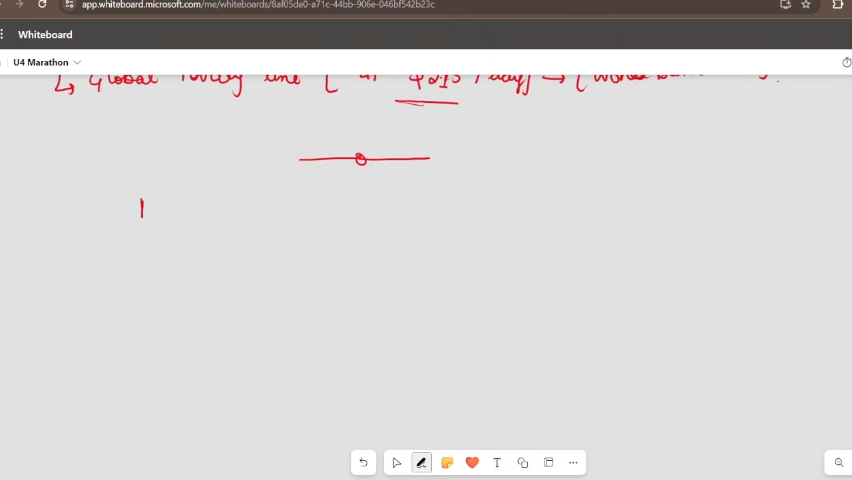 app.whiteboard.microsoft.com/me/whiteboards/8af05de0-a71c-44bb-906e-046bf542b23c
Whiteboard
U4 Marathon
↳ Global Poverty line [ at $2.15 / day] →
T